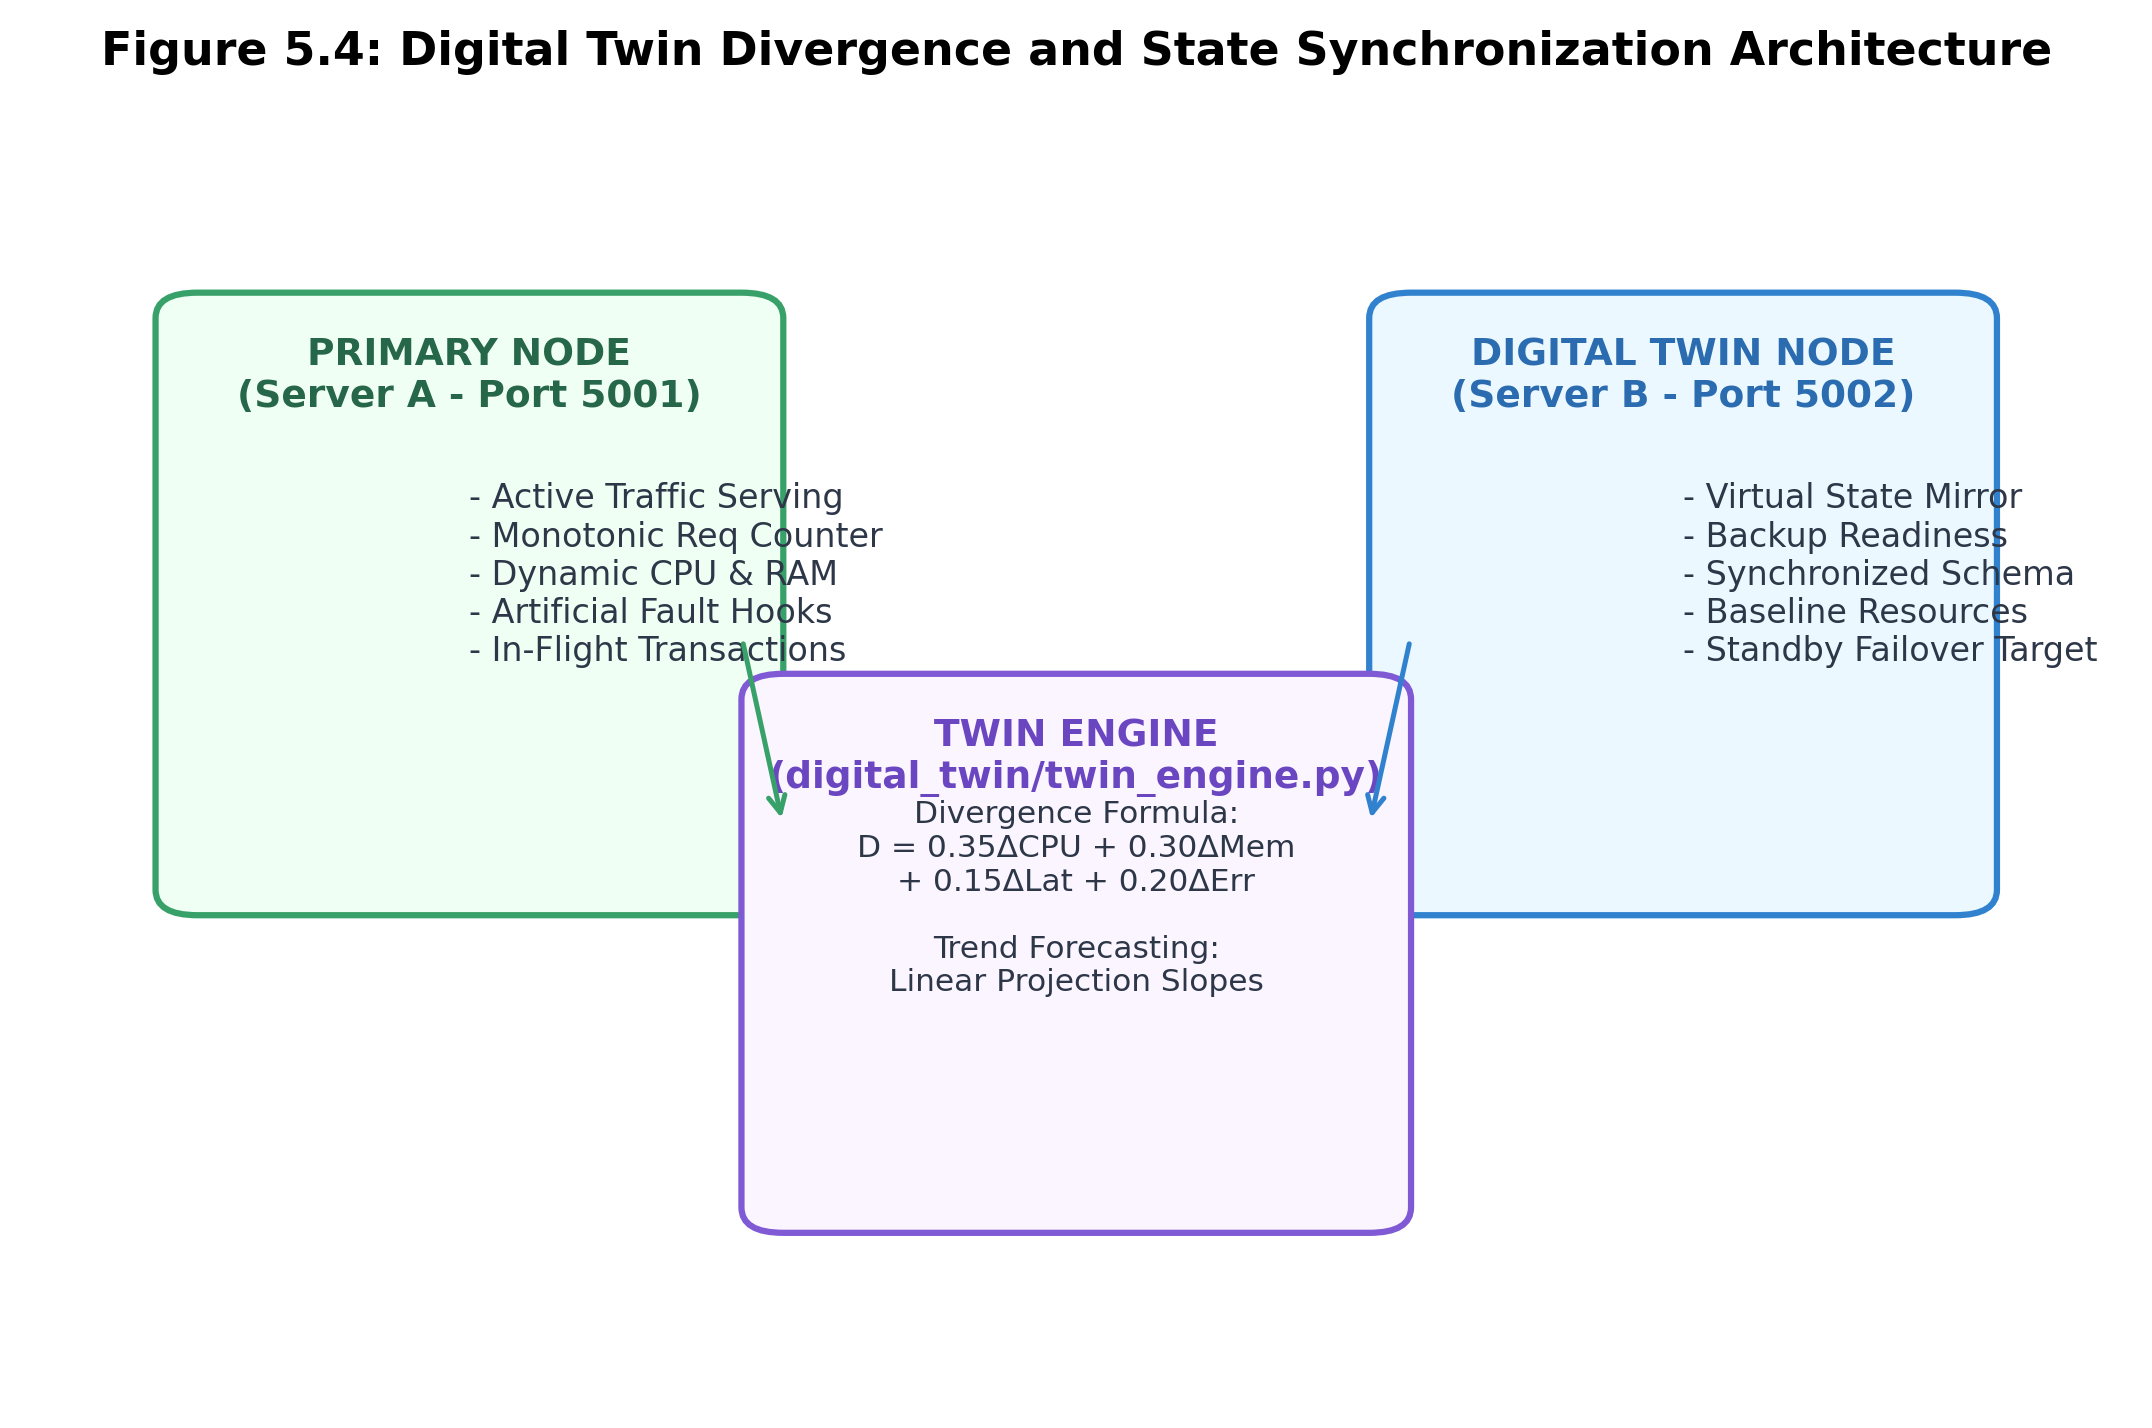 Figure 5.4: Digital Twin Divergence and State Synchronization Architecture
PRIMARY NODE
(Server A - Port 5001)
- Active Traffic Serving
- Monotonic Req Counter
- Dynamic CPU & RAM
- Artificial Fault Hooks
- In-Flight Transactions
DIGITAL TWIN NODE
(Server B - Port 5002)
- Virtual State Mirror
- Backup Readiness
- Synchronized Schema
- Baseline Resources
- Standby Failover Target
TWIN ENGINE
(digital_twin/twin_engine.py)
Divergence Formula:
D = 0.35ΔCPU + 0.30ΔMem
+ 0.15ΔLat + 0.20ΔErr
Trend Forecasting:
Linear Projection Slopes